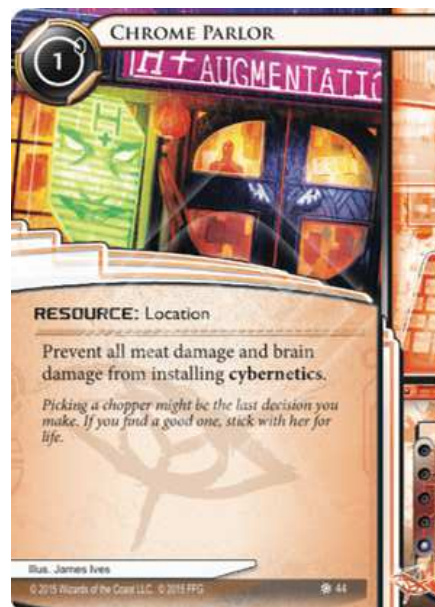 CHROME PARLOR
1
H+ AUGMENTATI
H+
RESOURCE: Location
Prevent all meat damage and brain
damage from installing cybernetics.
Picking a chopper might be the last decision you
make. If you find a good one, stick with her for
life.
Illus. James Ives
© 2015 Wizards of the Coast LLC. © 2015 FFG
44